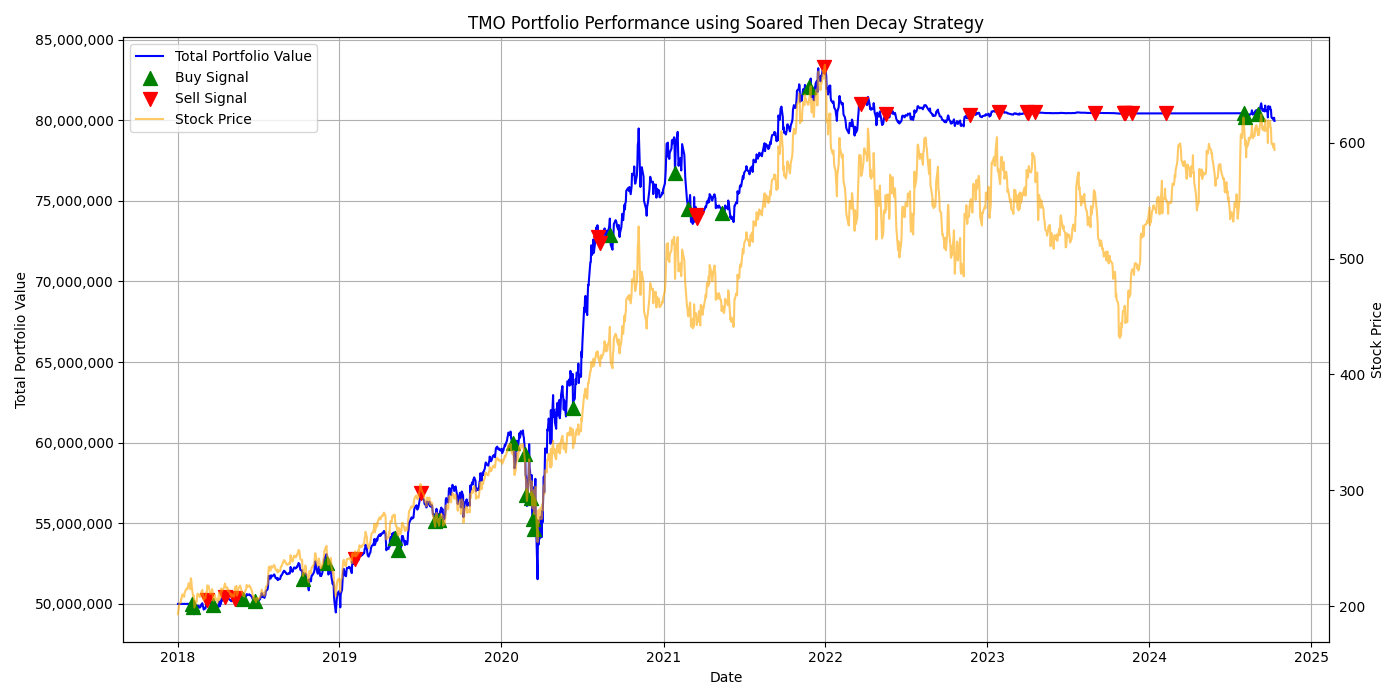 TMO Portfolio Performance using Soared Then Decay Strategy
Total Portfolio Value
Buy Signal
Sell Signal
Stock Price
85,000,000
80,000,000
75,000,000
70,000,000
65,000,000
60,000,000
55,000,000
50,000,000
Total Portfolio Value
600
500
400
300
200
Stock Price
2018
2019
2020
2021
2022
2023
2024
2025
Date